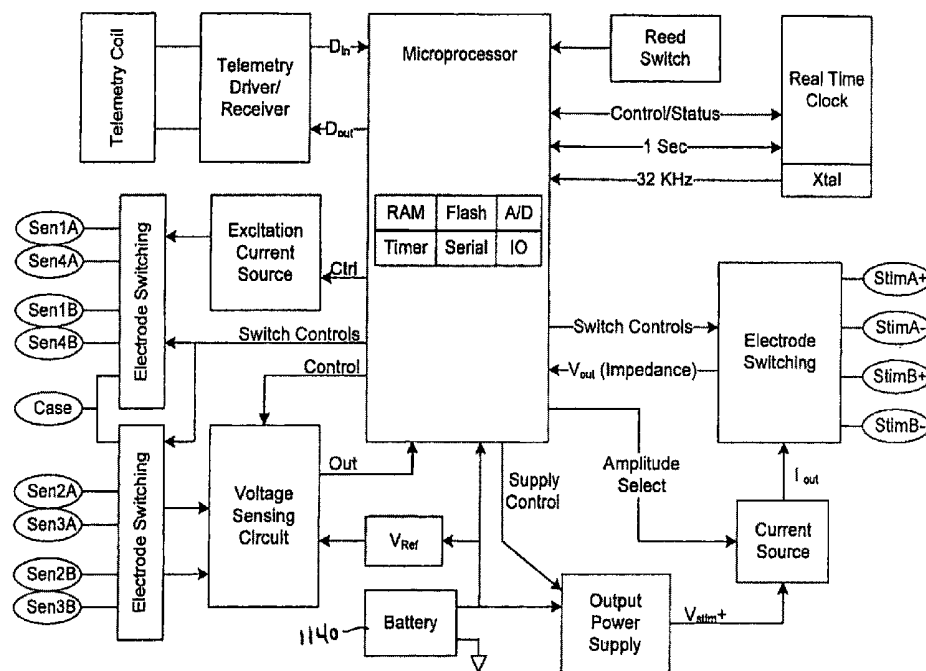 Telemetry Coil
Telemetry
Driver/
Receiver
Din
Dout
Microprocessor
RAM
Flash
A/D
Timer
Serial
IO
Reed
Switch
Real Time
Clock
Xtal
Control/Status
1 Sec
32 KHz
Sen1A
Sen4A
Sen1B
Sen4B
Case
Electrode Switching
Excitation
Current
Source
Ctrl
Switch Controls
Control
Sen2A
Sen3A
Sen2B
Sen3B
Electrode Switching
Voltage
Sensing
Circuit
Out
VRef
1140
Battery
Supply
Control
Output
Power
Supply
Vstim+
Switch Controls
Vout (Impedance)
Amplitude
Select
Electrode
Switching
StimA+
StimA-
StimB+
StimB-
I out
Current
Source